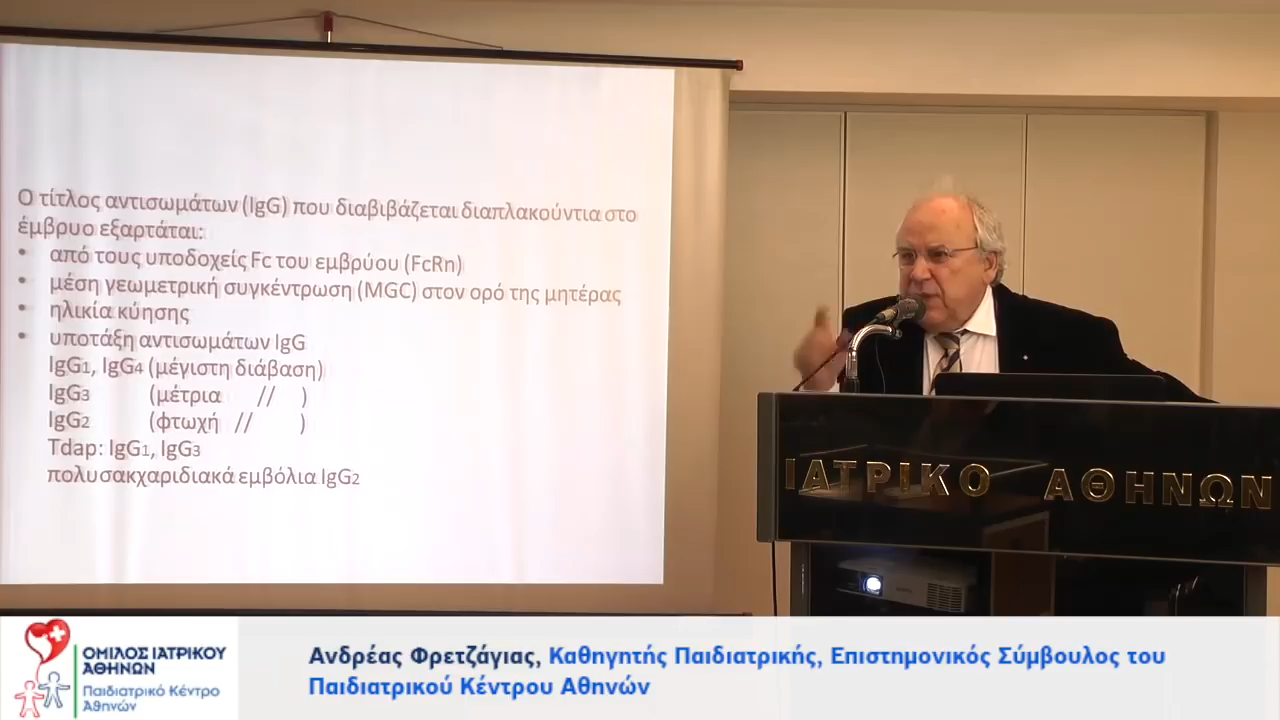 Ο τίτλος αντισωμάτων (IgG) που διαβιβάζεται διαπλακούντια στο
έμβρυο εξαρτάται:
• από τους υποδοχείς Fc του εμβρύου (FcRn)
• μέση γεωμετρική συγκέντρωση (MGC) στον ορό της μητέρας
• ηλικία κύησης
• υποτάξη αντισωμάτων IgG
IgG1, IgG4 (μέγιστη διάβαση)
IgG3 (μέτρια // )
IgG2 (φτωχή // )
Tdap: IgG1, IgG3
πολυσακχαριδιακά εμβόλια IgG2
ΙΑΤΡΙΚΟ ΑΘΗΝΩΝ
ΟΜΙΛΟΣ ΙΑΤΡΙΚΟΥ
ΑΘΗΝΩΝ
Παιδιατρικό Κέντρο
Αθηνών
Ανδρέας Φρετζάγιας, Καθηγητής Παιδιατρικής, Επιστημονικός Σύμβουλος του
Παιδιατρικού Κέντρου Αθηνών